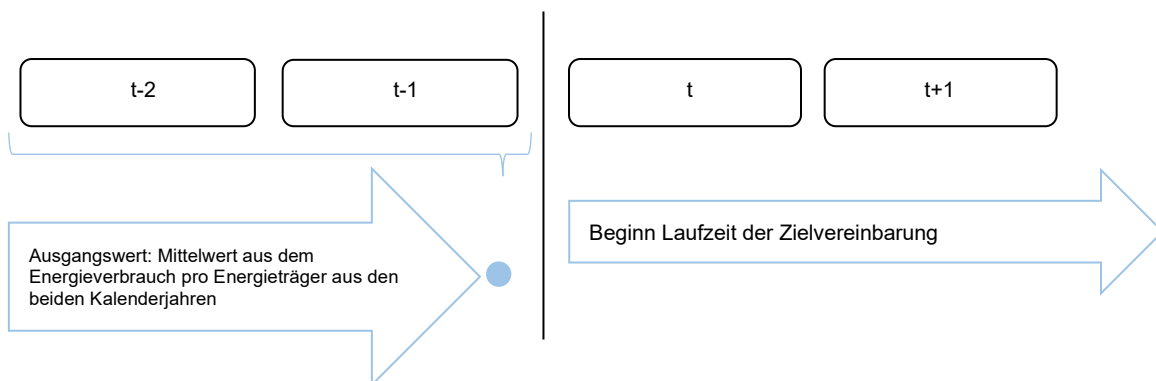 t-2
t-1
t
t+1
Beginn Laufzeit der Zielvereinbarung
Ausgangswert: Mittelwert aus dem
Energieverbrauch pro Energieträger aus den
beiden Kalenderjahren